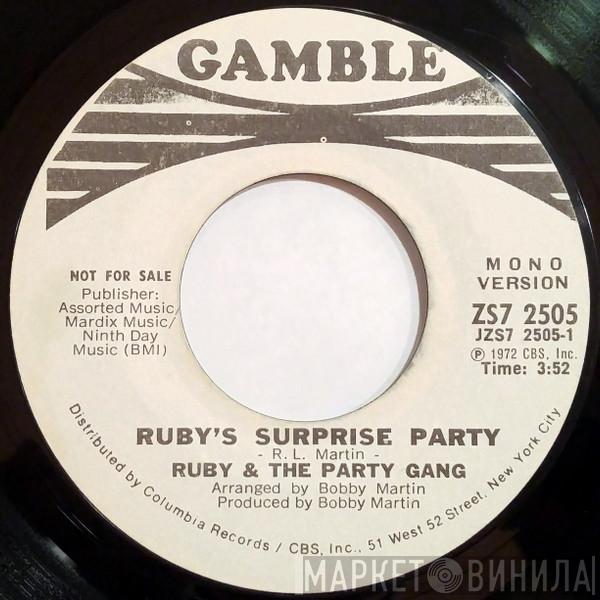 GAMBLE
NOT FOR SALE
Publisher:
Assorted Music/
Mardix Music/
Ninth Day
Music (BMI)
MONO
VERSION
ZS7 2505
JZS7 2505-1
Ⓟ 1972 CBS, Inc.
Time: 3:52
RUBY'S SURPRISE PARTY
- R. L. Martin -
RUBY & THE PARTY GANG
Arranged by Bobby Martin
Produced by Bobby Martin
Distributed by Columbia Records / CBS, Inc., 51 West 52 Street, New York City
МАРКЕТ ВИНИЛА